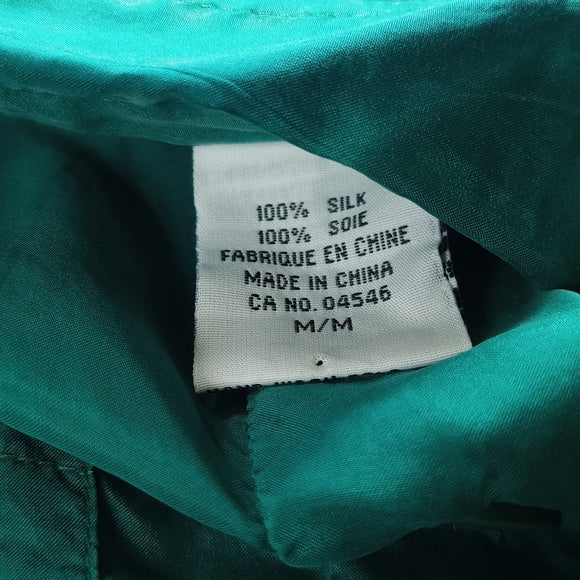 100% SILK
100% SOIE
FABRIQUE EN CHINE
MADE IN CHINA
CA NO. 04546
M/M